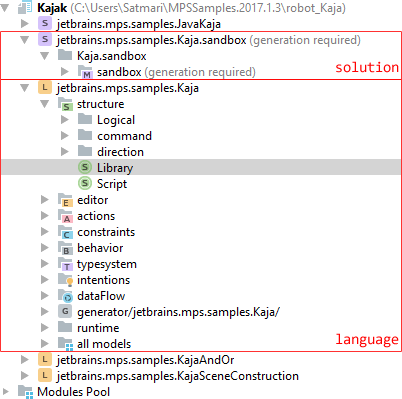 Kajak (C:\Users\Satmari\MPSSamples.2017.1.3\robot_Kaja)
S jetbrains.mps.samples.JavaKaja
S jetbrains.mps.samples.Kaja.sandbox (generation required)
Kaja.sandbox
M sandbox (generation required)
solution
L jetbrains.mps.samples.Kaja
S structure
Logical
command
direction
S Library
S Script
E editor
A actions
C constraints
B behavior
T typesystem
intentions
dataFlow
G generator/jetbrains.mps.samples.Kaja/
runtime
all models
language
L jetbrains.mps.samples.KajaAndOr
L jetbrains.mps.samples.KajaSceneConstruction
Modules Pool